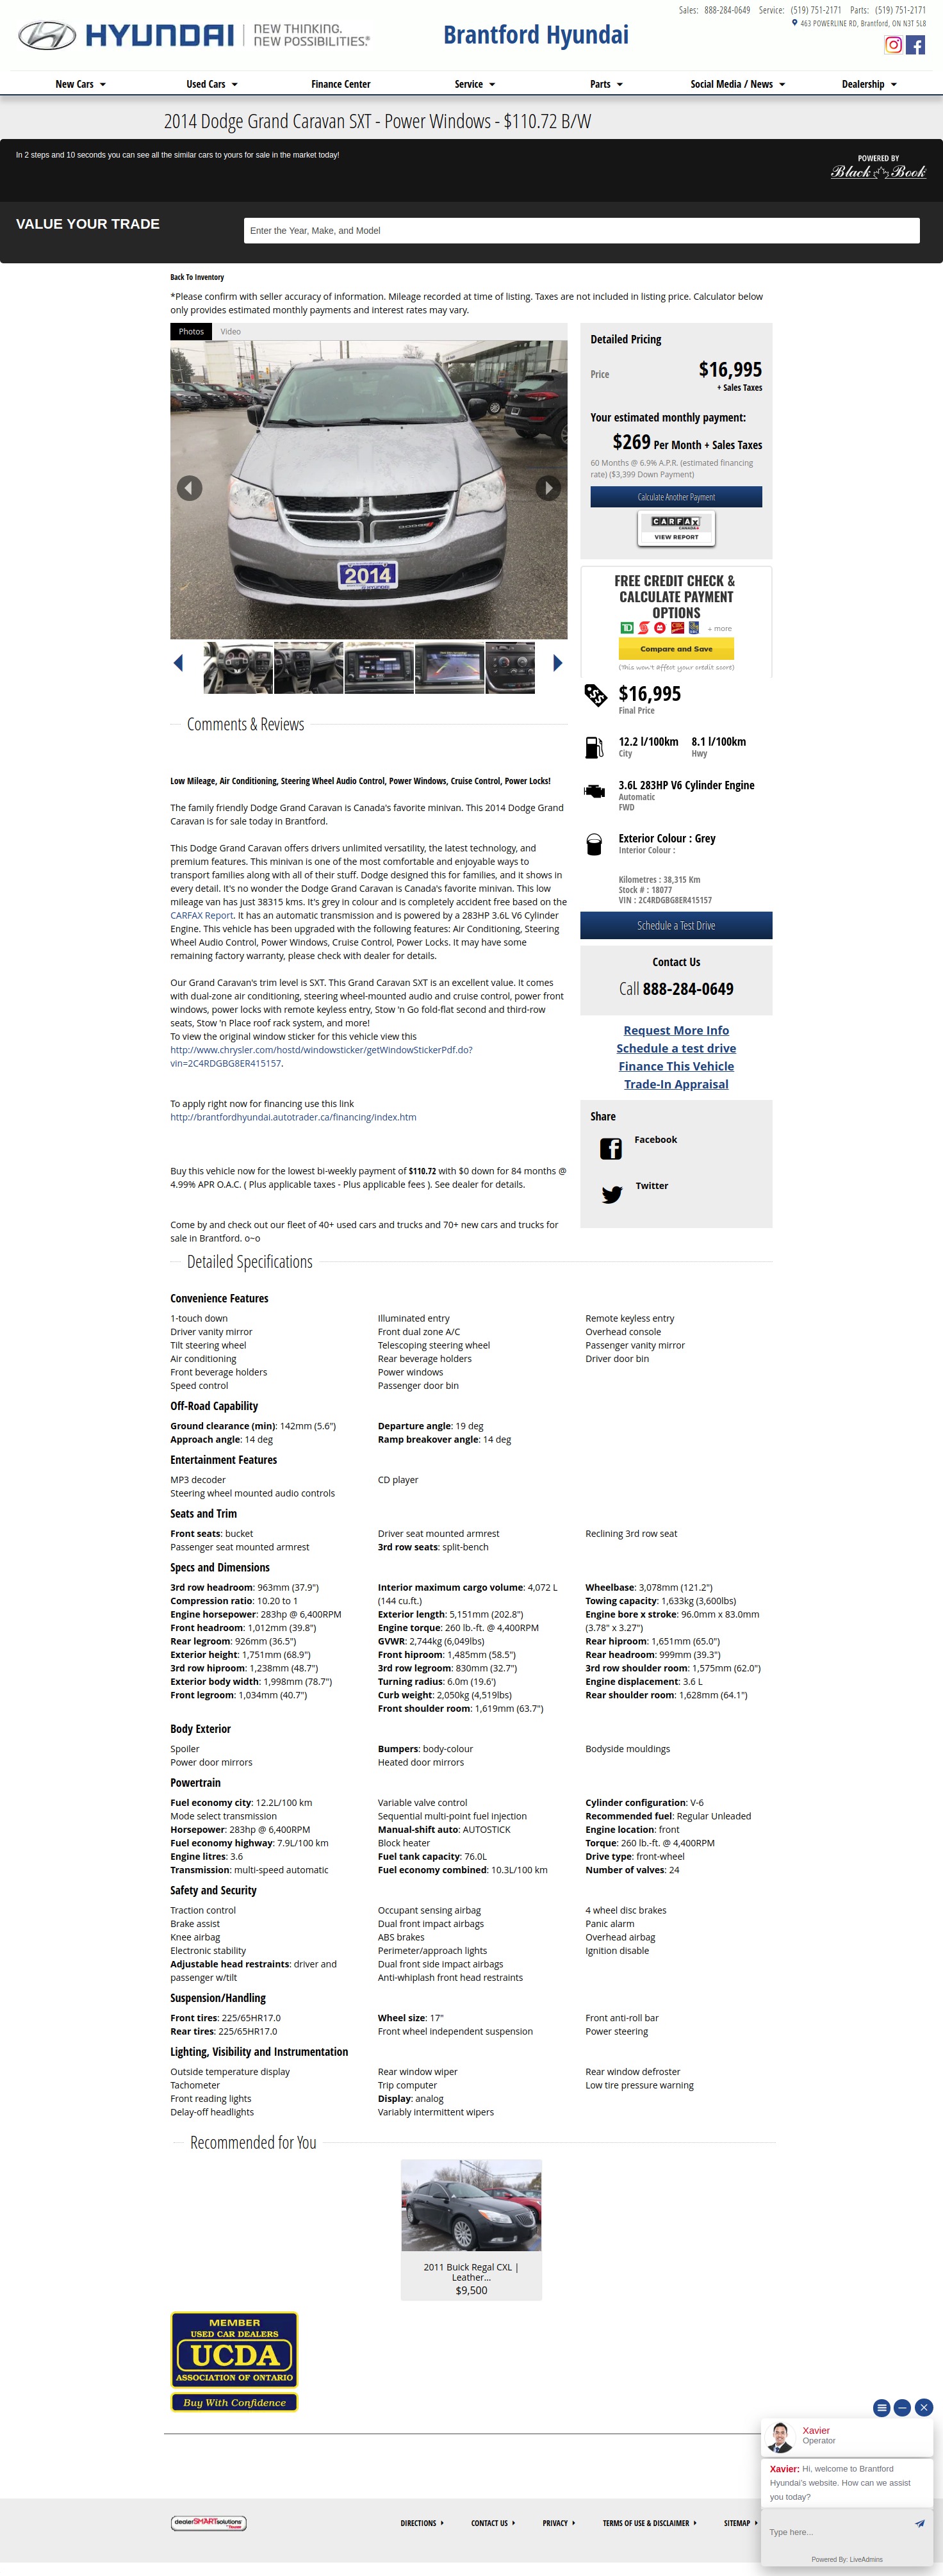 Sales: 888-284-0649 Service: (519) 751-2171 Parts: (519) 751-2171
463 POWERLINE RD, Brantford, ON N3T 5L8
HYUNDAI
NEW THINKING.
NEW POSSIBILITIES.®
Brantford Hyundai
New Cars
Used Cars
Finance Center
Service
Parts
Social Media / News
Dealership
2014 Dodge Grand Caravan SXT - Power Windows - $110.72 B/W
In 2 steps and 10 seconds you can see all the similar cars to yours for sale in the market today!
POWERED BY
Black Book
VALUE YOUR TRADE
Enter the Year, Make, and Model
Back To Inventory
*Please confirm with seller accuracy of information. Mileage recorded at time of listing. Taxes are not included in listing price. Calculator below
only provides estimated monthly payments and interest rates may vary.
Photos
Video
DODGE
2014
HYUNDAI
Detailed Pricing
Price
$16,995
+ Sales Taxes
Your estimated monthly payment:
$269 Per Month + Sales Taxes
60 Months @ 6.9% A.P.R. (estimated financing
rate) ($3,399 Down Payment)
Calculate Another Payment
CARFAX
CANADA
VIEW REPORT
FREE CREDIT CHECK &
CALCULATE PAYMENT
OPTIONS
TD
CIBC
RBC
+ more
Compare and Save
(This won't affect your credit score)
$16,995
Final Price
12.2 l/100km
City
8.1 l/100km
Hwy
3.6L 283HP V6 Cylinder Engine
Automatic
FWD
Exterior Colour : Grey
Interior Colour :
Kilometres : 38,315 Km
Stock # : 18077
VIN : 2C4RDGBG8ER415157
Schedule a Test Drive
Contact Us
Call 888-284-0649
Request More Info
Schedule a test drive
Finance This Vehicle
Trade-In Appraisal
Share
Facebook
Twitter
Comments & Reviews
Low Mileage, Air Conditioning, Steering Wheel Audio Control, Power Windows, Cruise Control, Power Locks!
The family friendly Dodge Grand Caravan is Canada's favorite minivan. This 2014 Dodge Grand
Caravan is for sale today in Brantford.
This Dodge Grand Caravan offers drivers unlimited versatility, the latest technology, and
premium features. This minivan is one of the most comfortable and enjoyable ways to
transport families along with all of their stuff. Dodge designed this for families, and it shows in
every detail. It's no wonder the Dodge Grand Caravan is Canada's favorite minivan. This low
mileage van has just 38315 kms. It's grey in colour and is completely accident free based on the
CARFAX Report. It has an automatic transmission and is powered by a 283HP 3.6L V6 Cylinder
Engine. This vehicle has been upgraded with the following features: Air Conditioning, Steering
Wheel Audio Control, Power Windows, Cruise Control, Power Locks. It may have some
remaining factory warranty, please check with dealer for details.
Our Grand Caravan's trim level is SXT. This Grand Caravan SXT is an excellent value. It comes
with dual-zone air conditioning, steering wheel-mounted audio and cruise control, power front
windows, power locks with remote keyless entry, Stow 'n Go fold-flat second and third-row
seats, Stow 'n Place roof rack system, and more!
To view the original window sticker for this vehicle view this
http://www.chrysler.com/hostd/windowsticker/getWindowStickerPdf.do?
vin=2C4RDGBG8ER415157.
To apply right now for financing use this link
http://brantfordhyundai.autotrader.ca/financing/index.htm
Buy this vehicle now for the lowest bi-weekly payment of $110.72 with $0 down for 84 months @
4.99% APR O.A.C. ( Plus applicable taxes - Plus applicable fees ). See dealer for details.
Come by and check out our fleet of 40+ used cars and trucks and 70+ new cars and trucks for
sale in Brantford. o~o
Detailed Specifications
Convenience Features
1-touch down
Illuminated entry
Remote keyless entry
Driver vanity mirror
Front dual zone A/C
Overhead console
Tilt steering wheel
Telescoping steering wheel
Passenger vanity mirror
Air conditioning
Rear beverage holders
Driver door bin
Front beverage holders
Power windows
Speed control
Passenger door bin
Off-Road Capability
Ground clearance (min): 142mm (5.6")
Departure angle: 19 deg
Approach angle: 14 deg
Ramp breakover angle: 14 deg
Entertainment Features
MP3 decoder
CD player
Steering wheel mounted audio controls
Seats and Trim
Front seats: bucket
Driver seat mounted armrest
Reclining 3rd row seat
Passenger seat mounted armrest
3rd row seats: split-bench
Specs and Dimensions
3rd row headroom: 963mm (37.9")
Compression ratio: 10.20 to 1
Engine horsepower: 283hp @ 6,400RPM
Front headroom: 1,012mm (39.8")
Rear legroom: 926mm (36.5")
Exterior height: 1,751mm (68.9")
3rd row hiproom: 1,238mm (48.7")
Exterior body width: 1,998mm (78.7")
Front legroom: 1,034mm (40.7")
Interior maximum cargo volume: 4,072 L
(144 cu.ft.)
Exterior length: 5,151mm (202.8")
Engine torque: 260 lb.-ft. @ 4,400RPM
GVWR: 2,744kg (6,049lbs)
Front hiproom: 1,485mm (58.5")
3rd row legroom: 830mm (32.7")
Turning radius: 6.0m (19.6')
Curb weight: 2,050kg (4,519lbs)
Front shoulder room: 1,619mm (63.7")
Wheelbase: 3,078mm (121.2")
Towing capacity: 1,633kg (3,600lbs)
Engine bore x stroke: 96.0mm x 83.0mm
(3.78" x 3.27")
Rear hiproom: 1,651mm (65.0")
Rear headroom: 999mm (39.3")
3rd row shoulder room: 1,575mm (62.0")
Engine displacement: 3.6 L
Rear shoulder room: 1,628mm (64.1")
Body Exterior
Spoiler
Bumpers: body-colour
Bodyside mouldings
Power door mirrors
Heated door mirrors
Powertrain
Fuel economy city: 12.2L/100 km
Variable valve control
Cylinder configuration: V-6
Mode select transmission
Sequential multi-point fuel injection
Recommended fuel: Regular Unleaded
Horsepower: 283hp @ 6,400RPM
Manual-shift auto: AUTOSTICK
Engine location: front
Fuel economy highway: 7.9L/100 km
Block heater
Torque: 260 lb.-ft. @ 4,400RPM
Engine litres: 3.6
Fuel tank capacity: 76.0L
Drive type: front-wheel
Transmission: multi-speed automatic
Fuel economy combined: 10.3L/100 km
Number of valves: 24
Safety and Security
Traction control
Occupant sensing airbag
4 wheel disc brakes
Brake assist
Dual front impact airbags
Panic alarm
Knee airbag
ABS brakes
Overhead airbag
Electronic stability
Perimeter/approach lights
Ignition disable
Adjustable head restraints: driver and
passenger w/tilt
Dual front side impact airbags
Anti-whiplash front head restraints
Suspension/Handling
Front tires: 225/65HR17.0
Wheel size: 17"
Front anti-roll bar
Rear tires: 225/65HR17.0
Front wheel independent suspension
Power steering
Lighting, Visibility and Instrumentation
Outside temperature display
Rear window wiper
Rear window defroster
Tachometer
Trip computer
Low tire pressure warning
Front reading lights
Display: analog
Delay-off headlights
Variably intermittent wipers
Recommended for You
2011 Buick Regal CXL |
Leather...
$9,500
MEMBER
USED CAR DEALERS
UCDA
ASSOCIATION OF ONTARIO
Buy With Confidence
Xavier
Operator
Xavier: Hi, welcome to Brantford
Hyundai's website. How can we assist
you today?
Type here...
Powered By: LiveAdmins
dealerSMARTsolutions
DIRECTIONS
CONTACT US
PRIVACY
TERMS OF USE & DISCLAIMER
SITEMAP